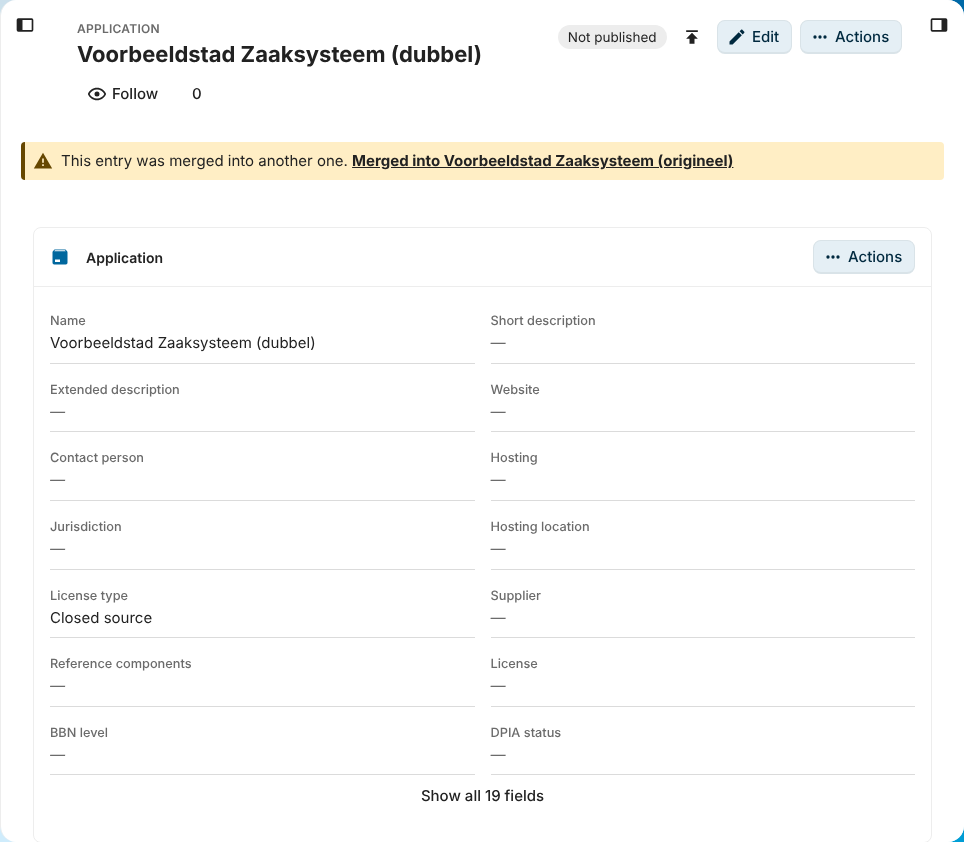 APPLICATION
Voorbeeldstad Zaaksysteem (dubbel)
Not published
Edit
Actions
Follow 0
This entry was merged into another one. Merged into Voorbeeldstad Zaaksysteem (origineel)
Application
Actions
Name
Voorbeeldstad Zaaksysteem (dubbel)
Short description
—
Extended description
—
Website
—
Contact person
—
Hosting
—
Jurisdiction
—
Hosting location
—
License type
Closed source
Supplier
—
Reference components
—
License
—
BBN level
—
DPIA status
—
Show all 19 fields